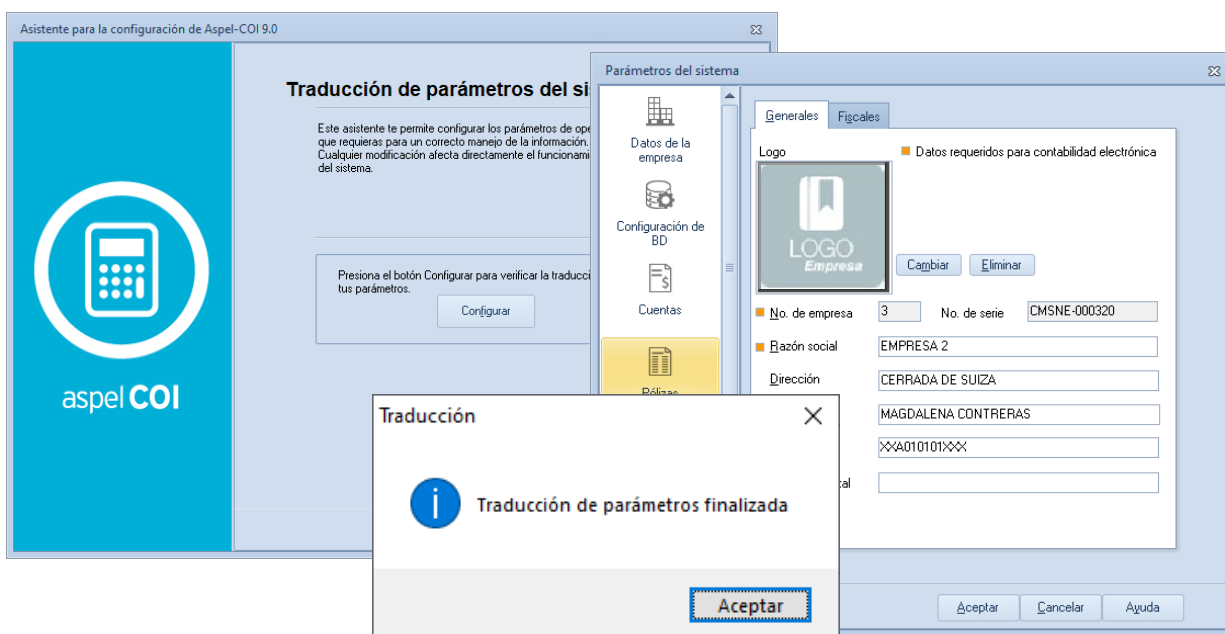 Asistente para la configuración de Aspel-COI 9.0
Traducción de parámetros del si
Este asistente te permite configurar los parámetros de ope
que requieras para un correcto manejo de la información.
Cualquier modificación afecta directamente el funcionami
del sistema.
Presiona el botón Configurar para verificar la traducci
tus parámetros.
Configurar
aspel COI
Parámetros del sistema
Datos de la
empresa
Configuración de
BD
Cuentas
Pólizas
Generales
Fiscales
Logo
Datos requeridos para contabilidad electrónica
LOGO
Empresa
Cambiar
Eliminar
No. de empresa 3 No. de serie CMSNE-000320
Razón social EMPRESA 2
Dirección CERRADA DE SUIZA
MAGDALENA CONTRERAS
XXA010101XXX
tal
Aceptar
Cancelar
Ayuda
Traducción
Traducción de parámetros finalizada
Aceptar